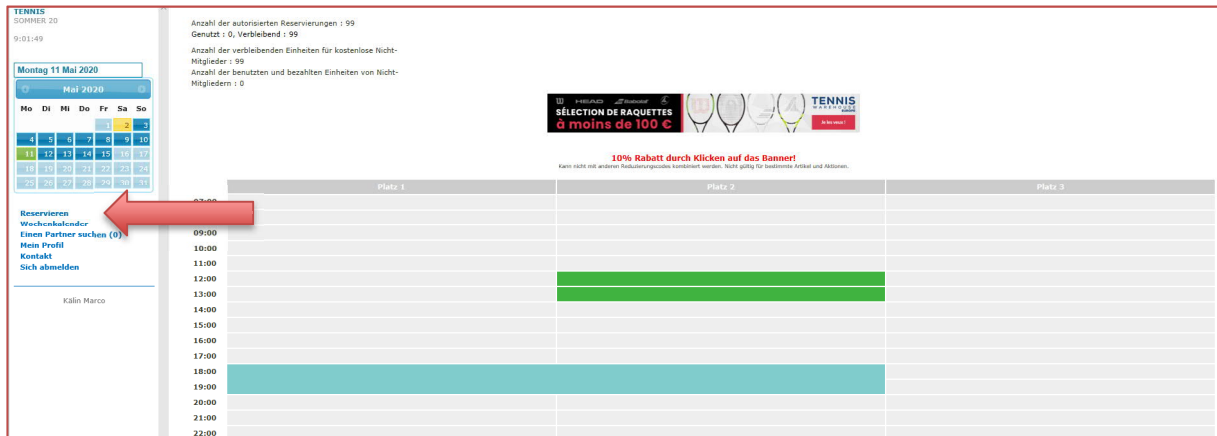 TENNIS
SOMMER 20
9:01:49
Montag 11 Mai 2020
Mai 2020
Mo Di Mi Do Fr Sa So
1 2 3
4 5 6 7 8 9 10
11 12 13 14 15 16 17
18 19 20 21 22 23 24
25 26 27 28 29 30 31
Reservieren
Wochenkalender
Einen Partner suchen (0)
Mein Profil
Kontakt
Sich abmelden
Kälin Marco
Anzahl der autorisierten Reservierungen : 99
Genutzt : 0, Verbleibend : 99
Anzahl der verbleibenden Einheiten für kostenlose Nicht-
Mitglieder : 99
Anzahl der benutzten und bezahlten Einheiten von Nicht-
Mitgliedern : 0
HEAD Babolat
SÉLECTION DE RAQUETTES
à moins de 100 €
TENNIS
WAREHOUSE
Je les veux !
10% Rabatt durch Klicken auf das Banner!
Kann nicht mit anderen Reduzierungscodes kombiniert werden. Nicht gültig für bestimmte Artikel und Aktionen.
Platz 1 Platz 2 Platz 3
07:00
09:00
10:00
11:00
12:00
13:00
14:00
15:00
16:00
17:00
18:00
19:00
20:00
21:00
22:00